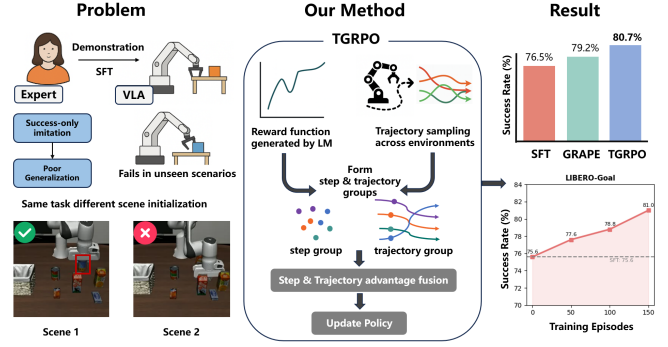 Problem
Demonstration
SFT
Expert
VLA
Success-only
imitation
Poor
Generalization
Fails in unseen scenarios
Same task different scene initialization
Scene 1
Scene 2
Our Method
TGRPO
Reward function
generated by LM
Trajectory sampling
across environments
Form
step & trajectory
groups
step group
trajectory group
Step & Trajectory advantage fusion
Update Policy
Result
Success Rate (%)
76.5%
79.2%
80.7%
SFT
GRAPE
TGRPO
LIBERO-Goal
Success Rate (%)
84
82
80
78
76
74
72
70
75.6
77.6
78.8
81.0
SFT: 75.6
0
50
100
150
Training Episodes